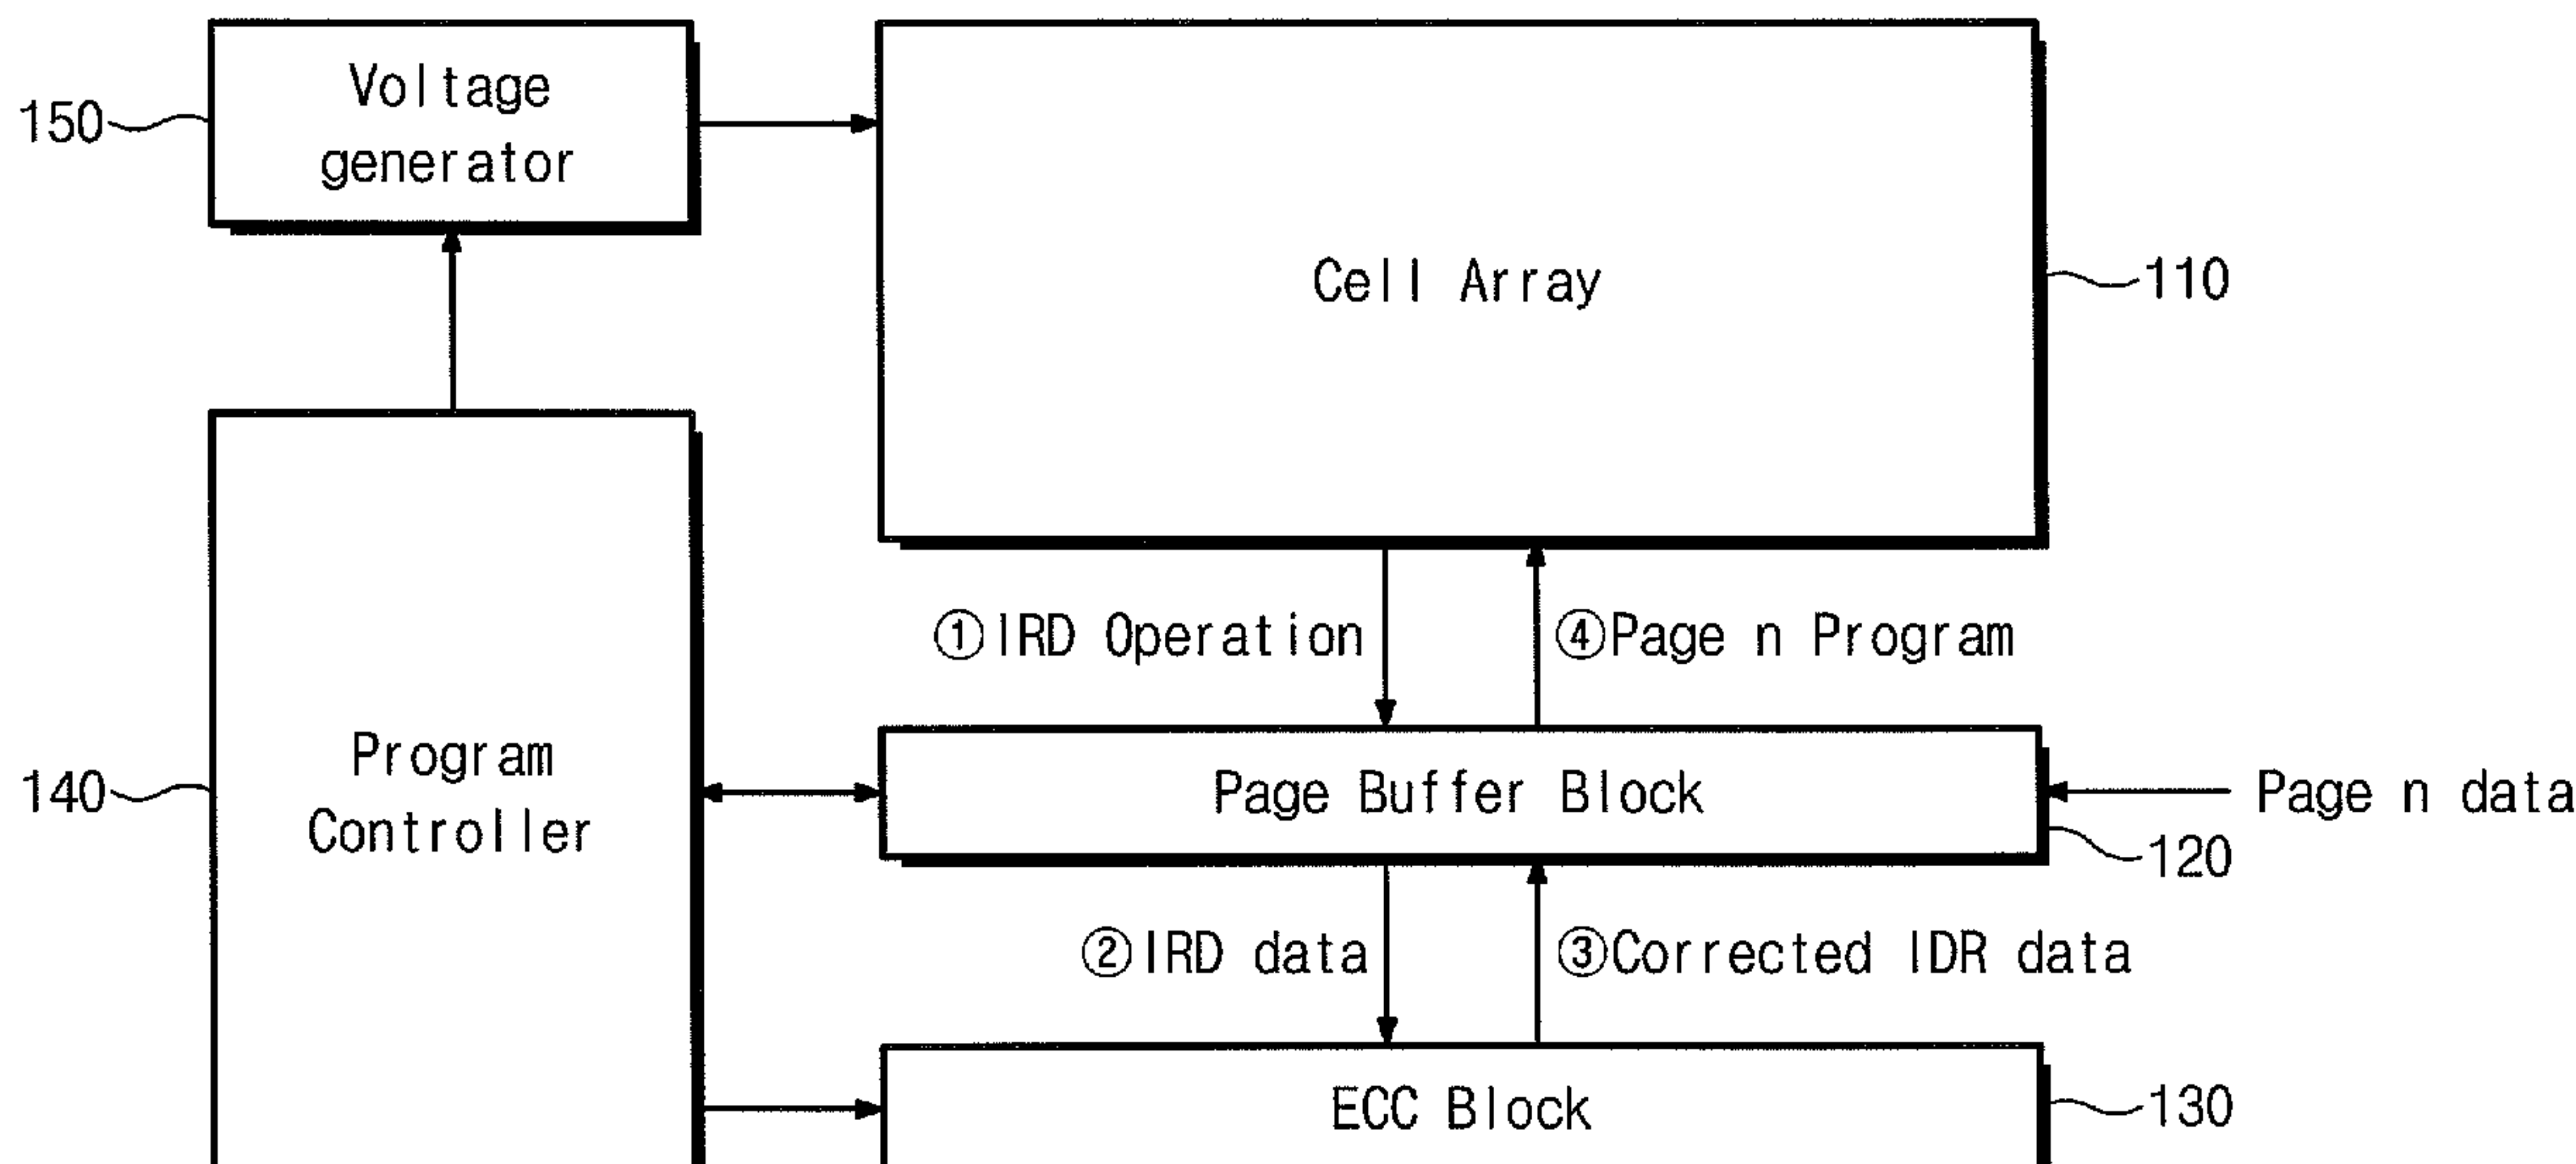 Voltage
generator
150
Cell Array
110
①IRD Operation
④Page n Program
Program
Controller
140
Page Buffer Block
Page n data
120
②IRD data
③Corrected IDR data
ECC Block
130